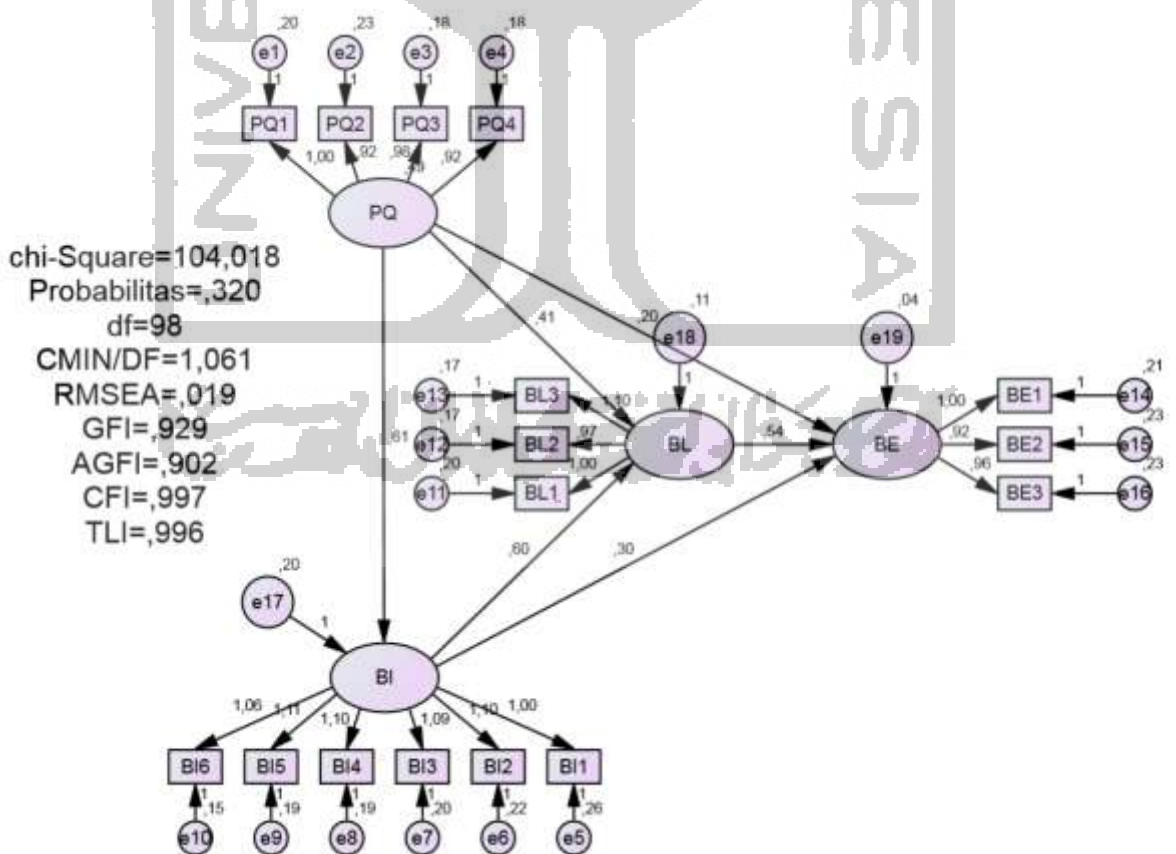 ,20 ,23 ,18 ,18
e1 e2 e3 e4
1 1 1 1
PQ1 PQ2 PQ3 PQ4
1,00 ,92 ,98 ,92
PQ
chi-Square=104,018
Probabilitas=,320
df=98
CMIN/DF=1,061
RMSEA=,019
GFI=,929
AGFI=,902
CFI=,997
TLI=,996
ESIA
,41 ,20 ,11 ,04
e18 e19
1 1
,17 ,21
e13 1 BL3 1,10 1,00 BE1 1 e14
,17 ,23
e12 1 BL2 ,97 BL ,54 BE ,92 BE2 1 e15
,20 ,23
e11 1 BL1 1,00 ,96 BE3 1 e16
,61
,60 ,30
,20
e17
1
BI
1,06 1,11 1,10 1,09 1,10 1,00
BI6 BI5 BI4 BI3 BI2 BI1
1 1 1 1 1 1
,15 ,19 ,19 ,20 ,22 ,26
e10 e9 e8 e7 e6 e5